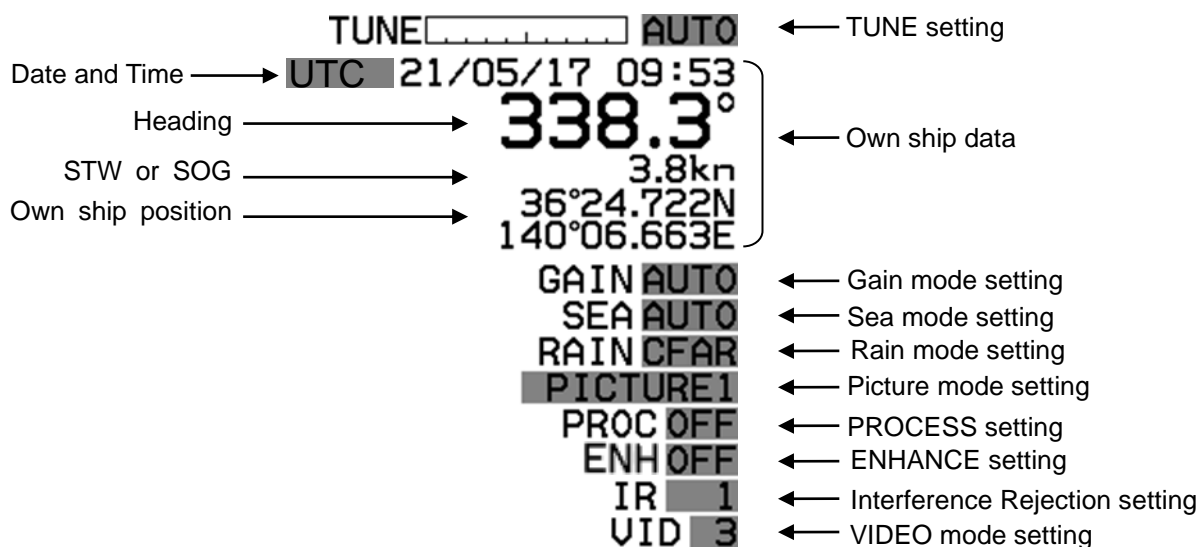 TUNE AUTO TUNE setting
Date and Time UTC 21/05/17 09:53
Heading 338.3° Own ship data
STW or SOG 3.8kn
Own ship position 36°24.722N
140°06.663E
GAIN AUTO Gain mode setting
SEA AUTO Sea mode setting
RAIN CFAR Rain mode setting
PICTURE1 Picture mode setting
PROC OFF PROCESS setting
ENH OFF ENHANCE setting
IR 1 Interference Rejection setting
VID 3 VIDEO mode setting